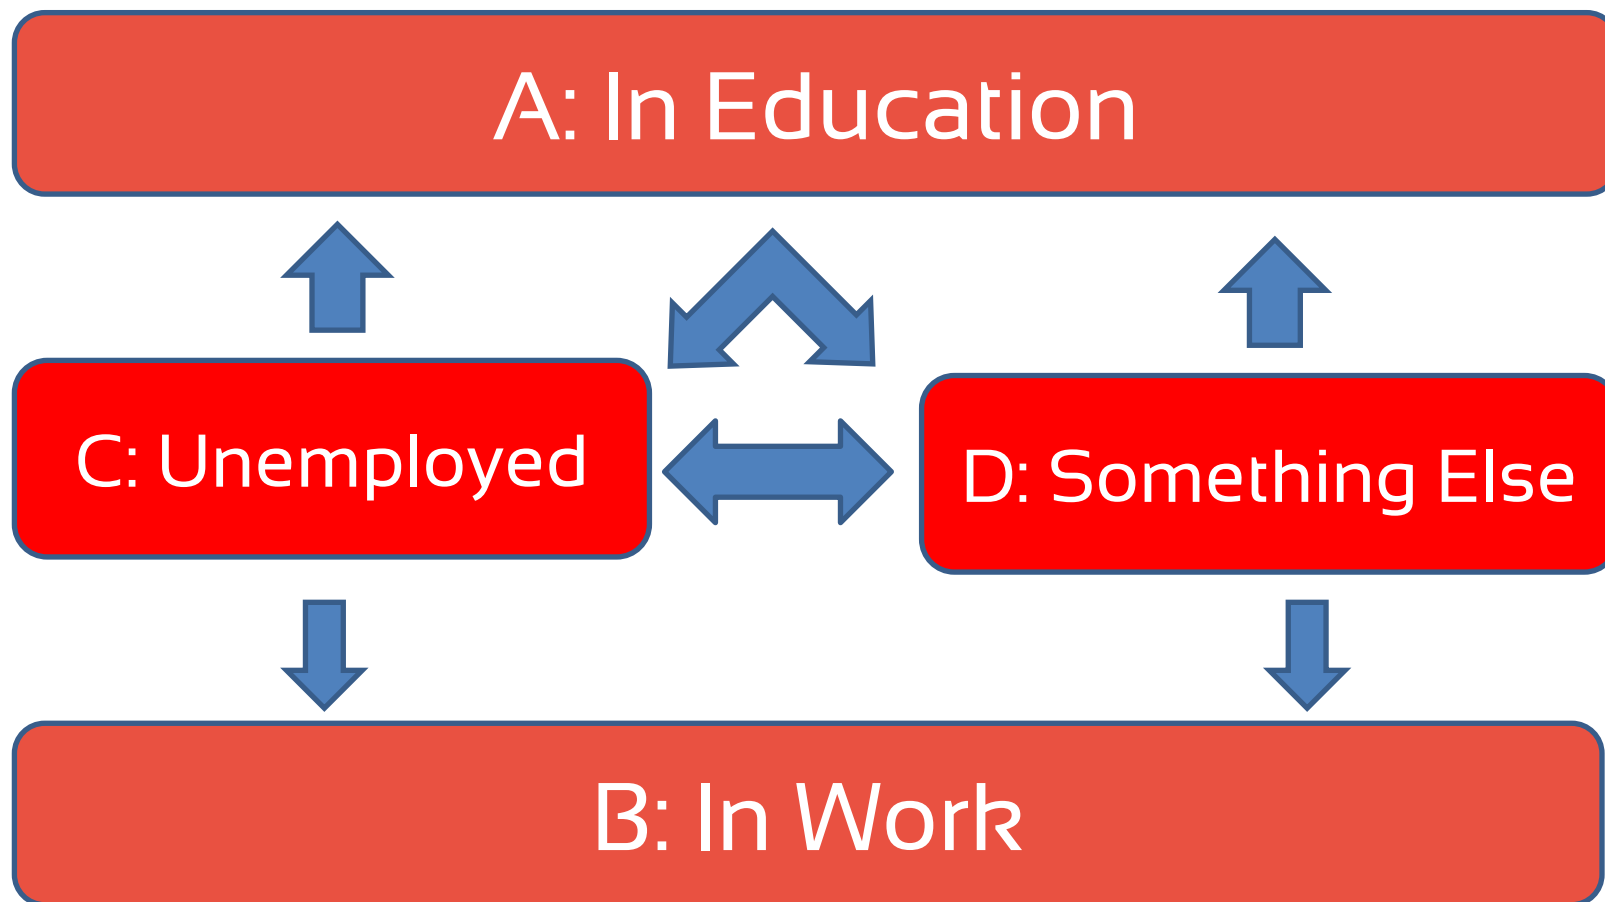 A: In Education
C: Unemployed
D: Something Else
B: In Work